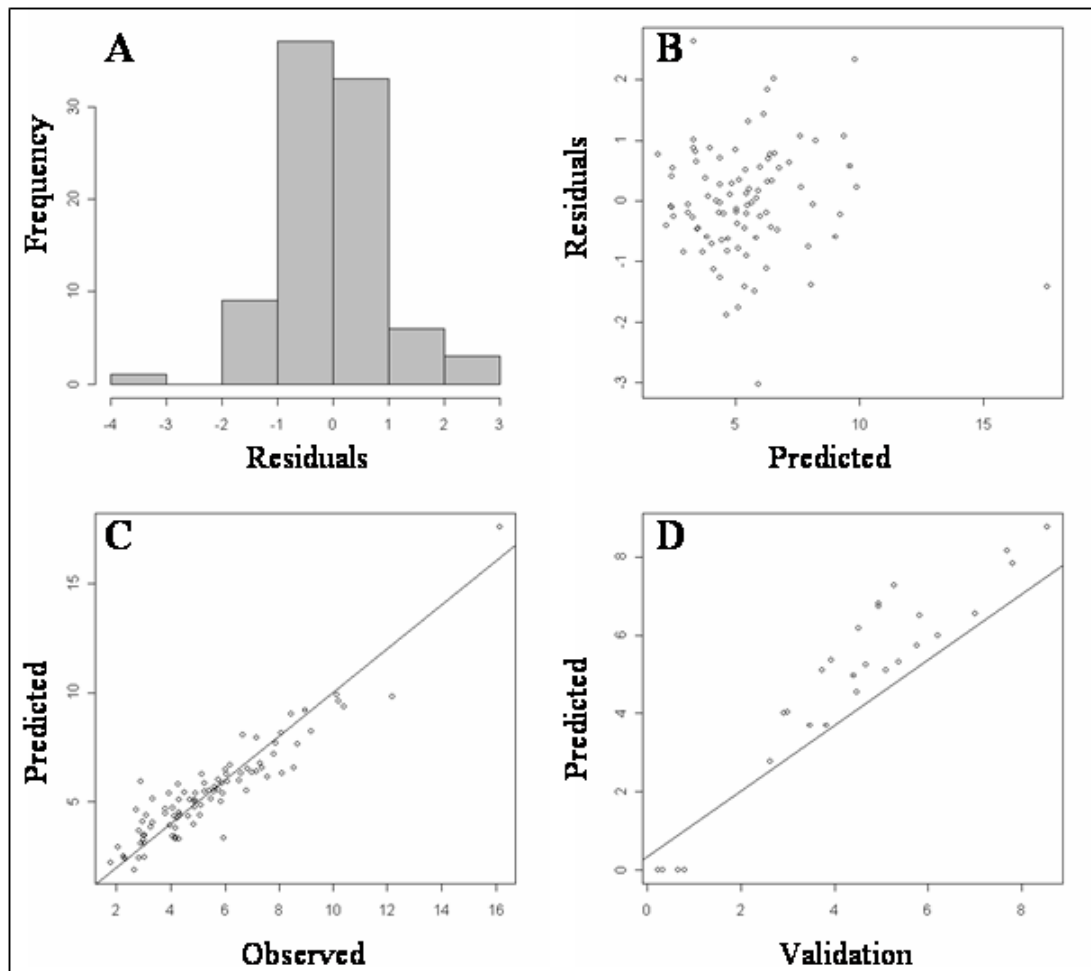 A
Frequency
30
20
10
0
-4 -3 -2 -1 0 1 2 3
Residuals
B
Residuals
2
1
0
-1
-2
-3
5 10 15
Predicted
C
Predicted
15
10
5
2 4 6 8 10 12 14 16
Observed
D
Predicted
8
6
4
2
0
0 2 4 6 8
Validation